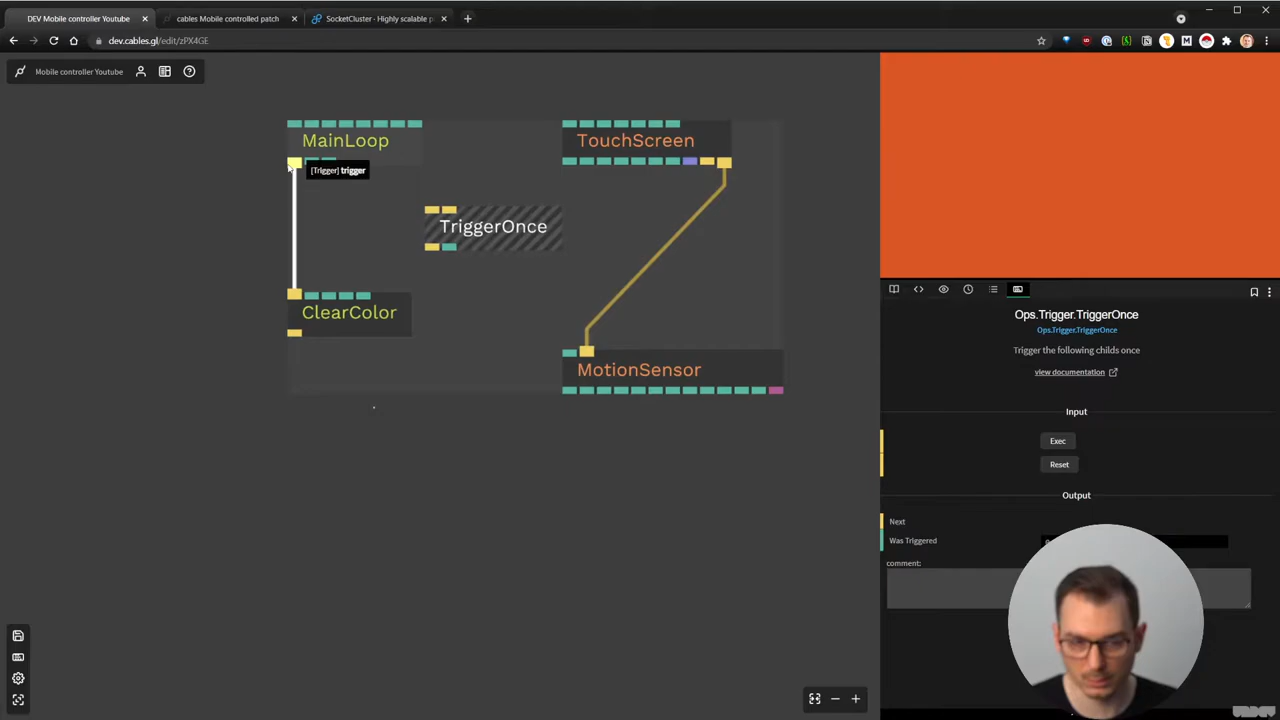 DEV Mobile controller Youtube
cables Mobile controlled patch
SocketCluster · Highly scalable p
dev.cables.gl/edit/zPX4GE
Mobile controller Youtube
MainLoop
TouchScreen
[Trigger] trigger
TriggerOnce
ClearColor
MotionSensor
Ops.Trigger.TriggerOnce
Ops.Trigger.TriggerOnce
Trigger the following childs once
view documentation
Input
Exec
Reset
Output
Next
Was Triggered
comment: